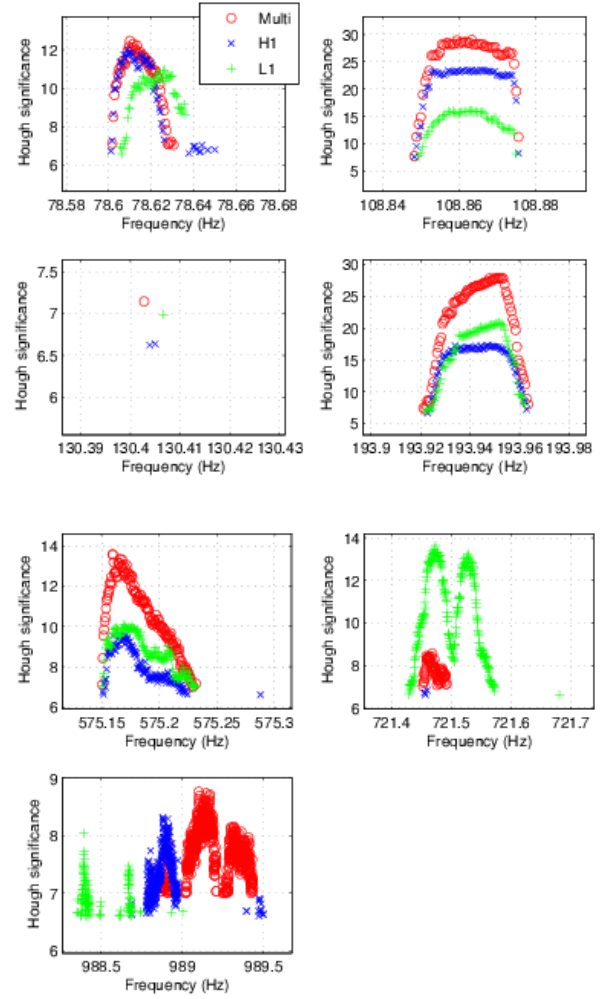 Multi
H1
L1
Hough significance
12
10
8
6
78.58 78.6 78.62 78.64 78.66 78.68
Frequency (Hz)
Hough significance
30
25
20
15
10
5
108.84 108.86 108.88
Frequency (Hz)
Hough significance
7.5
7
6.5
6
130.39 130.4 130.41 130.42 130.43
Frequency (Hz)
Hough significance
30
25
20
15
10
5
193.9 193.92 193.94 193.96 193.98
Frequency (Hz)
Hough significance
14
12
10
8
6
575.15 575.2 575.25 575.3
Frequency (Hz)
Hough significance
14
12
10
8
6
721.4 721.5 721.6 721.7
Frequency (Hz)
Hough significance
9
8
7
6
988.5 989 989.5
Frequency (Hz)